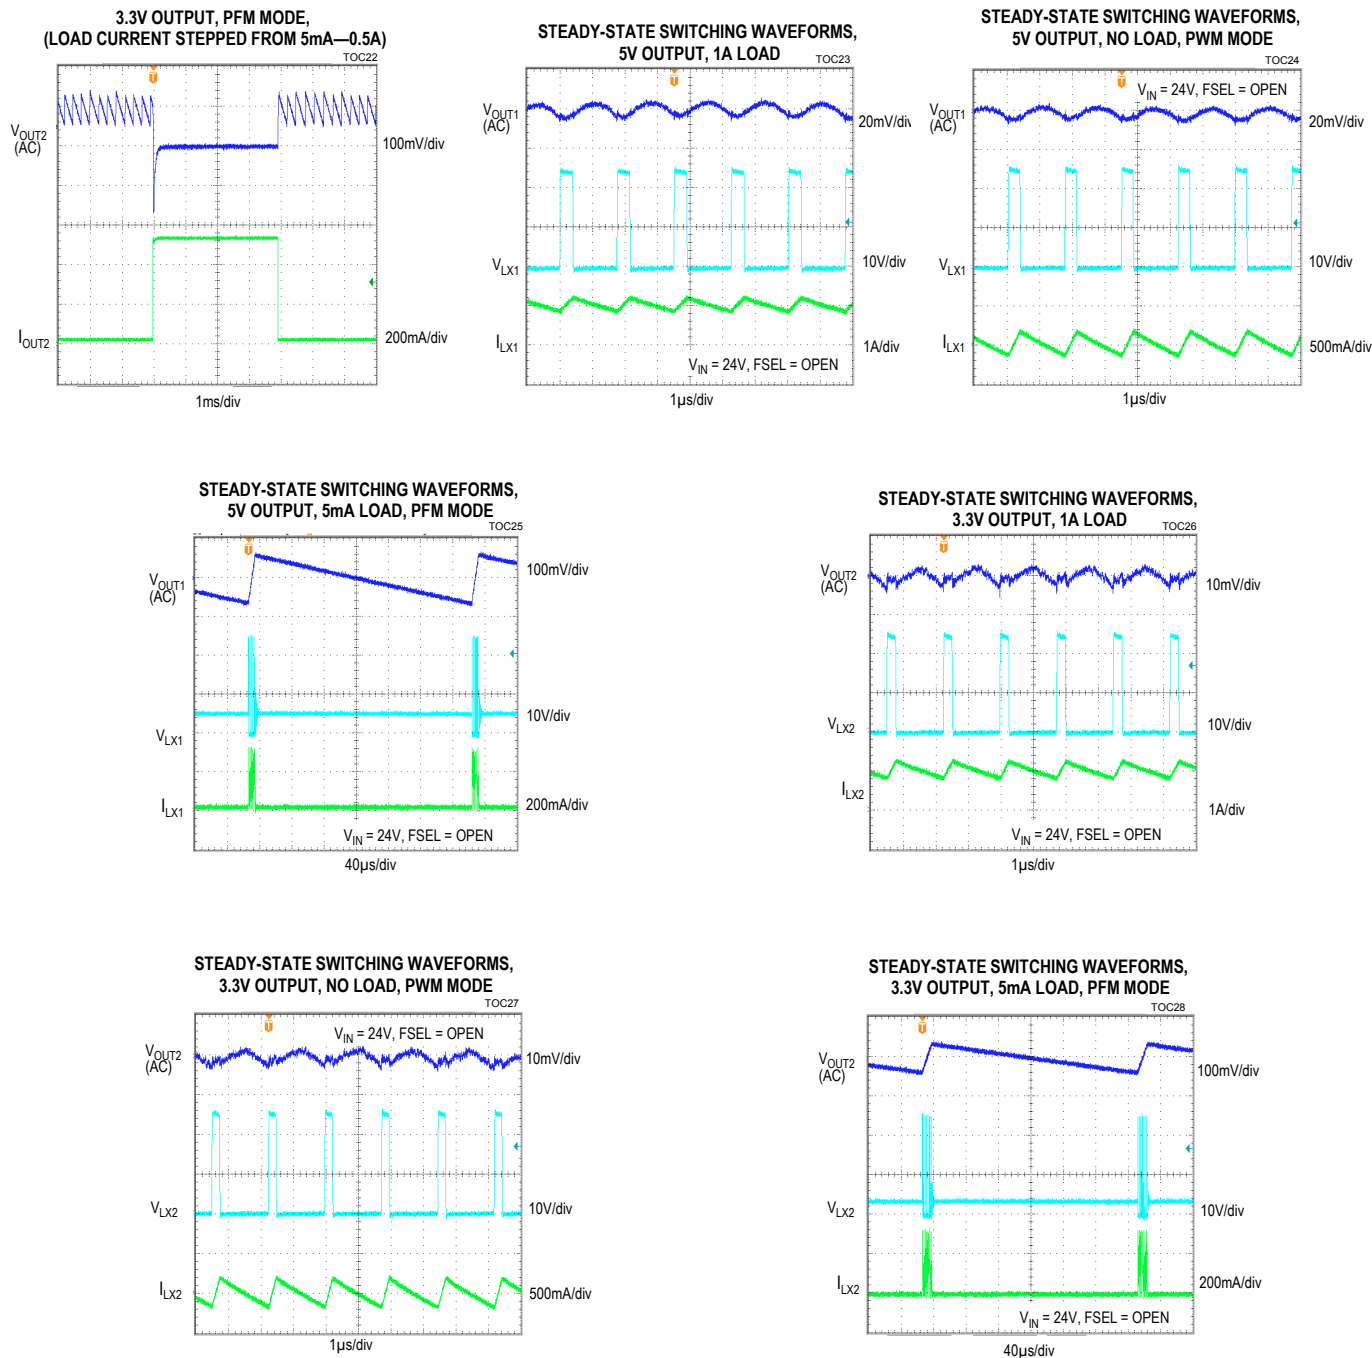 3.3V OUTPUT, PFM MODE,
(LOAD CURRENT STEPPED FROM 5mA—0.5A)
TOC22
T
VOUT2
(AC)
100mV/div
IOUT2
200mA/div
1ms/div
STEADY-STATE SWITCHING WAVEFORMS,
5V OUTPUT, 1A LOAD
TOC23
T
VOUT1
(AC)
20mV/div
VLX1
10V/div
ILX1
1A/div
VIN = 24V, FSEL = OPEN
1µs/div
STEADY-STATE SWITCHING WAVEFORMS,
5V OUTPUT, NO LOAD, PWM MODE
TOC24
T
VIN = 24V, FSEL = OPEN
VOUT1
(AC)
20mV/div
VLX1
10V/div
ILX1
500mA/div
1µs/div
STEADY-STATE SWITCHING WAVEFORMS,
5V OUTPUT, 5mA LOAD, PFM MODE
TOC25
T
VOUT1
(AC)
100mV/div
VLX1
10V/div
ILX1
200mA/div
VIN = 24V, FSEL = OPEN
40µs/div
STEADY-STATE SWITCHING WAVEFORMS,
3.3V OUTPUT, 1A LOAD
TOC26
T
VOUT2
(AC)
10mV/div
VLX2
10V/div
ILX2
1A/div
VIN = 24V, FSEL = OPEN
1µs/div
STEADY-STATE SWITCHING WAVEFORMS,
3.3V OUTPUT, NO LOAD, PWM MODE
TOC27
T
VIN = 24V, FSEL = OPEN
VOUT2
(AC)
10mV/div
VLX2
10V/div
ILX2
500mA/div
1µs/div
STEADY-STATE SWITCHING WAVEFORMS,
3.3V OUTPUT, 5mA LOAD, PFM MODE
TOC28
T
VOUT2
(AC)
100mV/div
VLX2
10V/div
ILX2
200mA/div
VIN = 24V, FSEL = OPEN
40µs/div